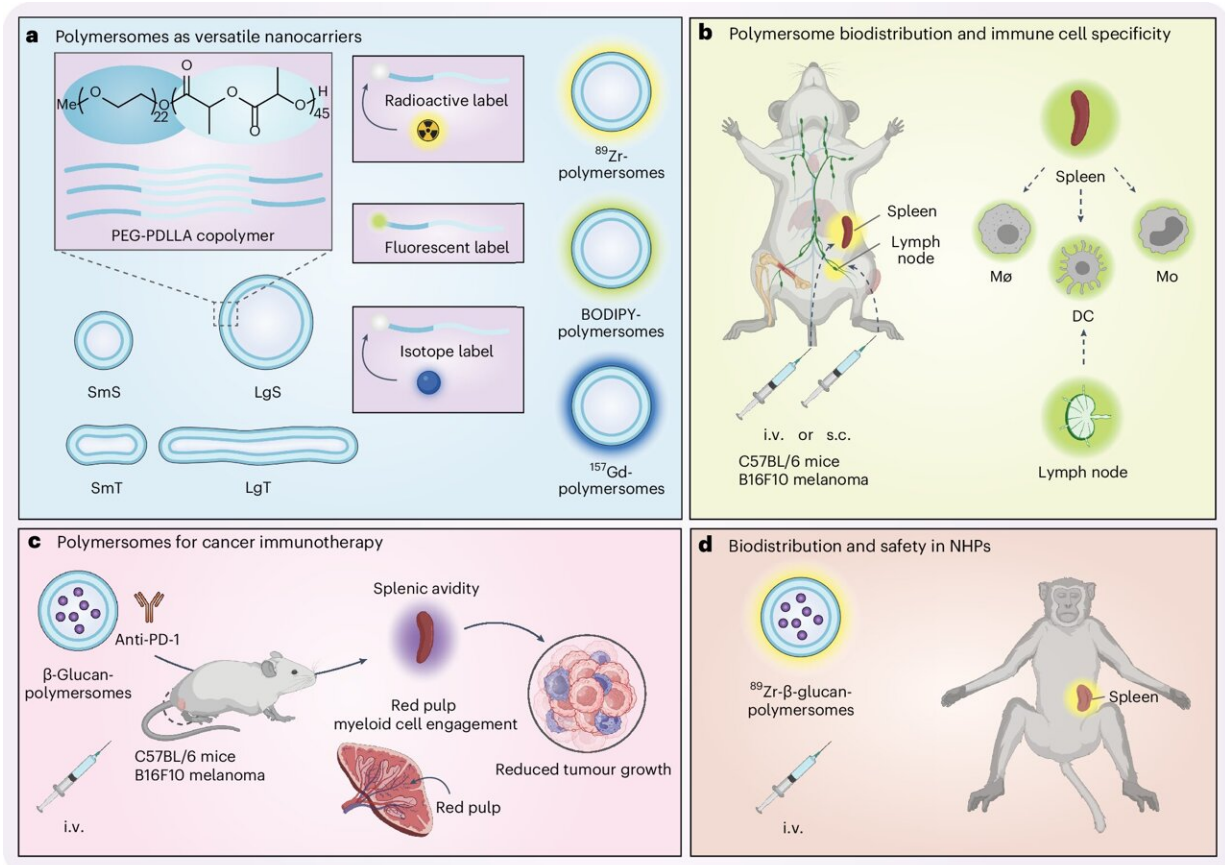 a Polymersomes as versatile nanocarriers
O
O
Me
O
O
22
O
O
H
45
PEG-PDLLA copolymer
SmS
LgS
SmT
LgT
Radioactive label
Fluorescent label
Isotope label
⁸⁹Zr-
polymersomes
BODIPY-
polymersomes
¹⁵⁷Gd-
polymersomes
b Polymersome biodistribution and immune cell specificity
Spleen
Lymph
node
i.v. or s.c.
C57BL/6 mice
B16F10 melanoma
Spleen
Mø
DC
Mo
Lymph node
c Polymersomes for cancer immunotherapy
Anti-PD-1
β-Glucan-
polymersomes
i.v.
C57BL/6 mice
B16F10 melanoma
Splenic avidity
Red pulp
myeloid cell engagement
Red pulp
Reduced tumour growth
d Biodistribution and safety in NHPs
⁸⁹Zr-β-glucan-
polymersomes
i.v.
Spleen